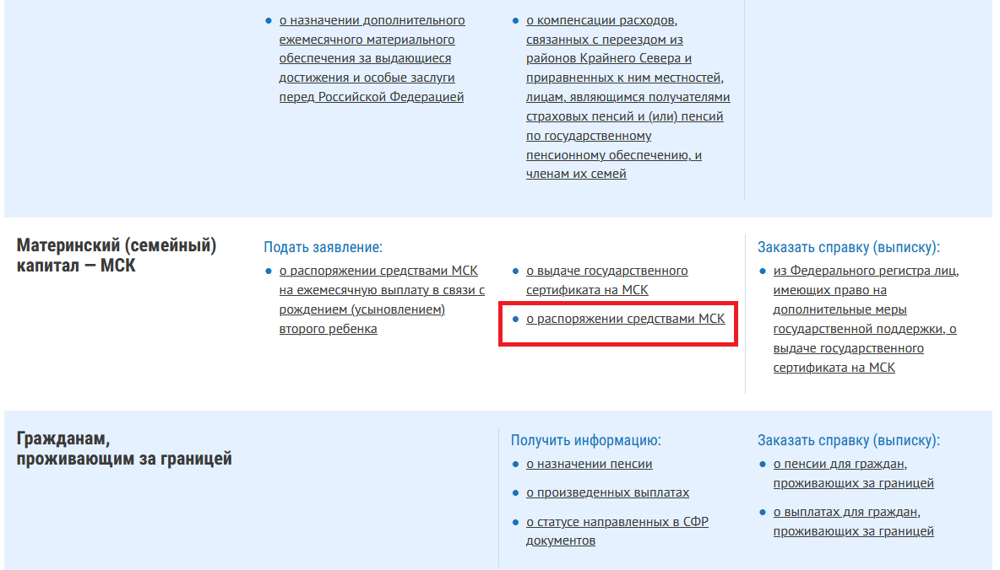 о назначении дополнительного
ежемесячного материального
обеспечения за выдающиеся
достижения и особые заслуги
перед Российской Федерацией
о компенсации расходов,
связанных с переездом из
районов Крайнего Севера и
приравненных к ним местностей,
лицам, являющимся получателями
страховых пенсий и (или) пенсий
по государственному
пенсионному обеспечению, и
членам их семей
Материнский (семейный)
капитал — МСК
Подать заявление:
о распоряжении средствами МСК
на ежемесячную выплату в связи с
рождением (усыновлением)
второго ребенка
о выдаче государственного
сертификата на МСК
о распоряжении средствами МСК
Заказать справку (выписку):
из Федерального регистра лиц,
имеющих право на
дополнительные меры
государственной поддержки, о
выдаче государственного
сертификата на МСК
Гражданам,
проживающим за границей
Получить информацию:
о назначении пенсии
о произведенных выплатах
о статусе направленных в СФР
документов
Заказать справку (выписку):
о пенсии для граждан,
проживающих за границей
о выплатах для граждан,
проживающих за границей